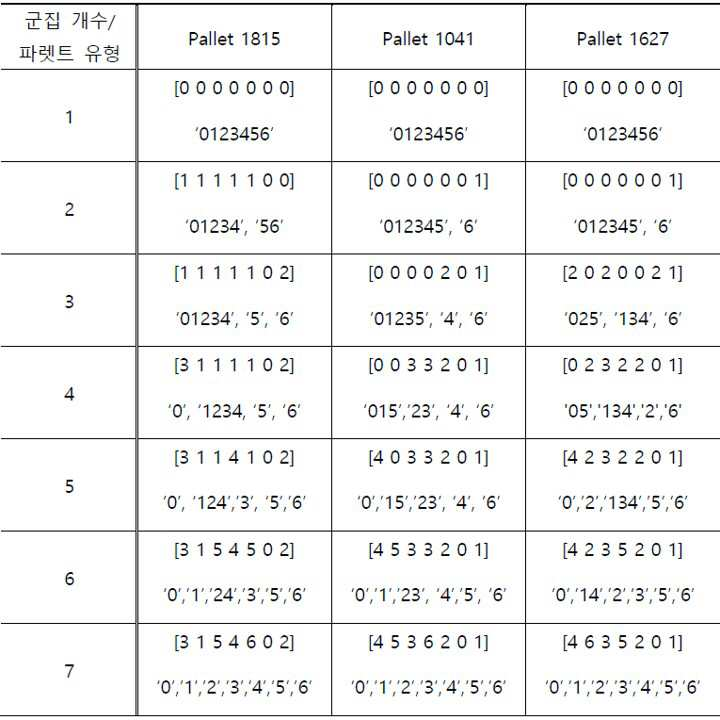 군집 개수/
파렛트 유형
Pallet 1815
Pallet 1041
Pallet 1627
1
[0 0 0 0 0 0 0]
‘0123456’
[0 0 0 0 0 0 0]
‘0123456’
[0 0 0 0 0 0 0]
‘0123456’
2
[1 1 1 1 1 0 0]
‘01234’, ‘56’
[0 0 0 0 0 0 1]
‘012345’, ‘6’
[0 0 0 0 0 0 1]
‘012345’, ‘6’
3
[1 1 1 1 1 0 2]
‘01234’, ‘5’, ‘6’
[0 0 0 0 2 0 1]
‘01235’, ‘4’, ‘6’
[2 0 2 0 0 2 1]
‘025’, ‘134’, ‘6’
4
[3 1 1 1 1 0 2]
‘0’, ‘1234, ‘5’, ‘6’
[0 0 3 3 2 0 1]
‘015’,’23’, ‘4’, ‘6’
[0 2 3 2 2 0 1]
'05','134','2','6'
5
[3 1 1 4 1 0 2]
‘0’, ‘124’,’3’, ‘5’,’6’
[4 0 3 3 2 0 1]
‘0’,’15’,’23’, ‘4’, ‘6’
[4 2 3 2 2 0 1]
‘0’,’2’,’134’,’5’,’6’
6
[3 1 5 4 5 0 2]
‘0’,’1’,’24’,’3’,’5’,’6’
[4 5 3 3 2 0 1]
‘0’,’1’,’23’, ‘4’,’5’, ‘6’
[4 2 3 5 2 0 1]
‘0’,’14’,’2’,’3’,’5’,’6’
7
[3 1 5 4 6 0 2]
‘0’,’1’,’2’,’3’,’4’,’5’,’6’
[4 5 3 6 2 0 1]
‘0’,’1’,’2’,’3’,’4’,’5’,’6’
[4 6 3 5 2 0 1]
‘0’,’1’,’2’,’3’,’4’,’5’,’6’